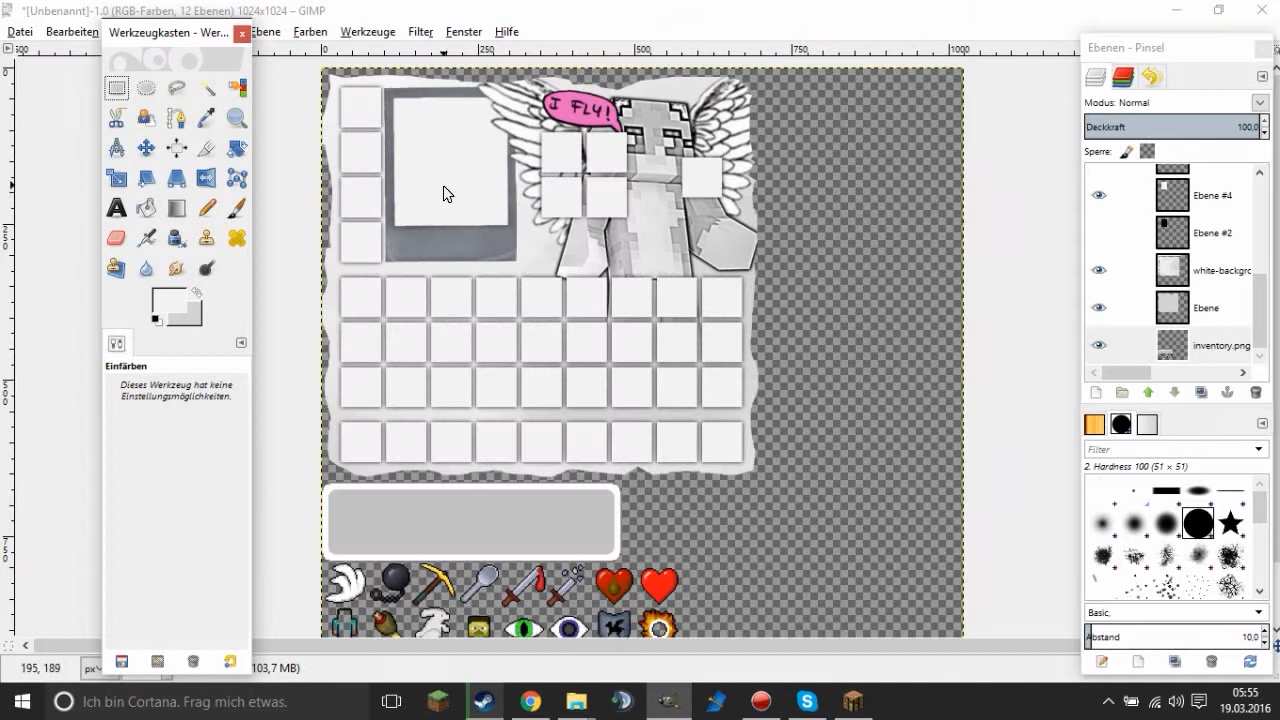 *[Unbenannt]-1.0 (RGB-Farben, 12 Ebenen) 1024x1024 – GIMP
Datei Bearbeiten Ebene Farben Werkzeuge Filter Fenster Hilfe
Werkzeugkasten - Wer...
Ebenen - Pinsel
500 0 250 500 750 1000
Modus: Normal
Deckkraft 100,0
Sperre:
I FLY!
Ebene #4
Ebene #2
white-backgrc
Ebene
inventory.png
Einfärben
Dieses Werkzeug hat keine
Einstellungsmöglichkeiten.
Filter
2. Hardness 100 (51 × 51)
Basic,
Abstand 10,0
195, 189 px 103,7 MB)
Ich bin Cortana. Frag mich etwas.
05:55
19.03.2016